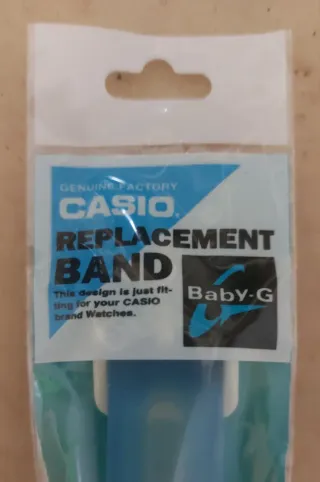 GENUINE FACTORY
CASIO®
REPLACEMENT
BAND
This design is just fit-
ting for your CASIO
brand Watches.
Baby-G